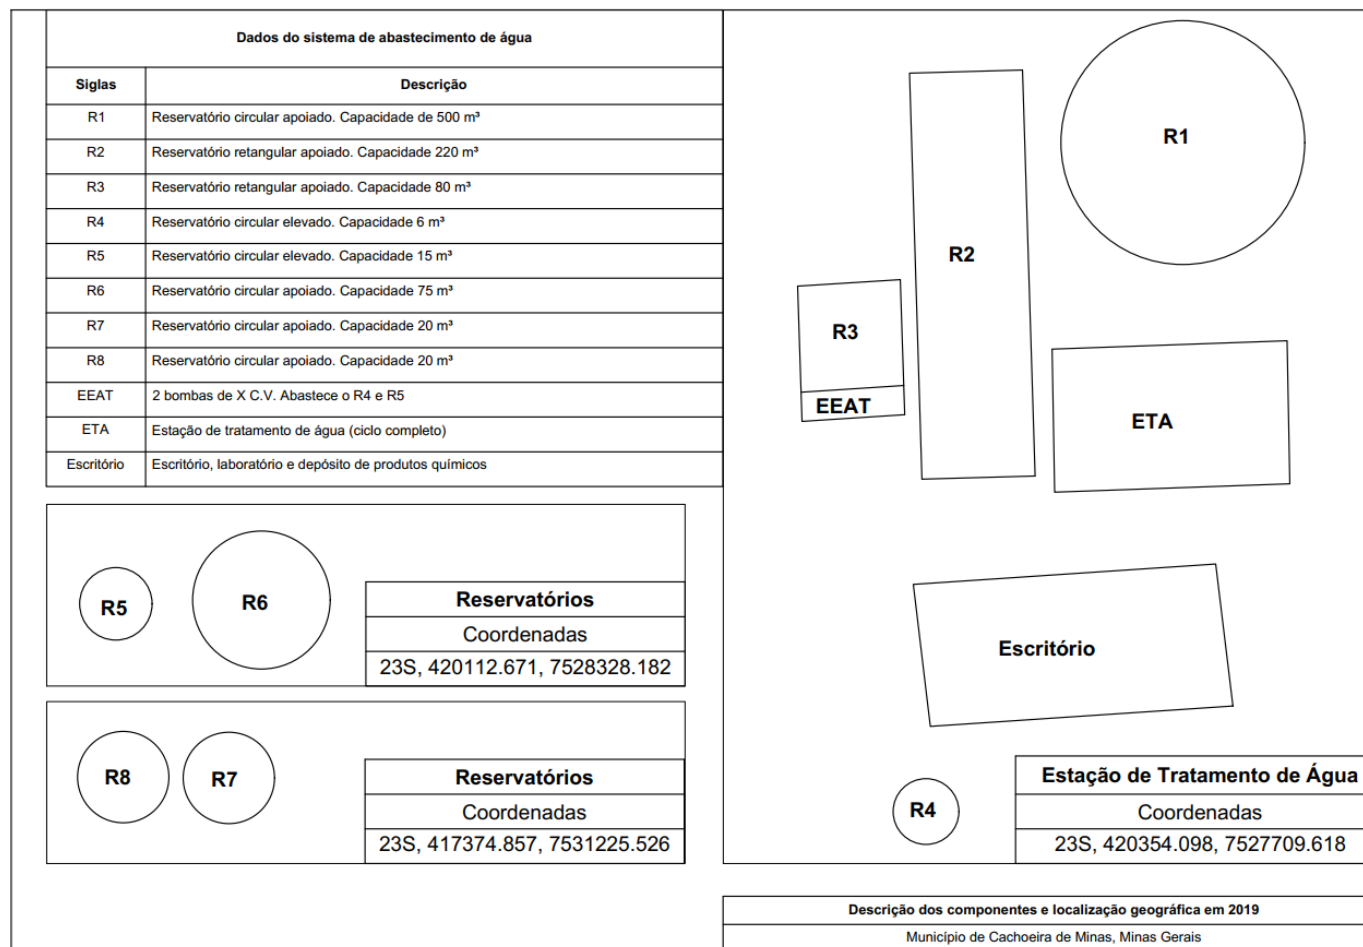 Dados do sistema de abastecimento de água
Siglas Descrição
R1 Reservatório circular apoiado. Capacidade de 500 m³
R2 Reservatório retangular apoiado. Capacidade 220 m³
R3 Reservatório retangular apoiado. Capacidade 80 m³
R4 Reservatório circular elevado. Capacidade 6 m³
R5 Reservatório circular elevado. Capacidade 15 m³
R6 Reservatório circular apoiado. Capacidade 75 m³
R7 Reservatório circular apoiado. Capacidade 20 m³
R8 Reservatório circular apoiado. Capacidade 20 m³
EEAT 2 bombas de X C.V. Abastece o R4 e R5
ETA Estação de tratamento de água (ciclo completo)
Escritório Escritório, laboratório e depósito de produtos químicos
R5
R6
Reservatórios
Coordenadas
23S, 420112.671, 7528328.182
R8
R7
Reservatórios
Coordenadas
23S, 417374.857, 7531225.526
R1
R2
R3
EEAT
ETA
Escritório
R4
Estação de Tratamento de Água
Coordenadas
23S, 420354.098, 7527709.618
Descrição dos componentes e localização geográfica em 2019
Município de Cachoeira de Minas, Minas Gerais